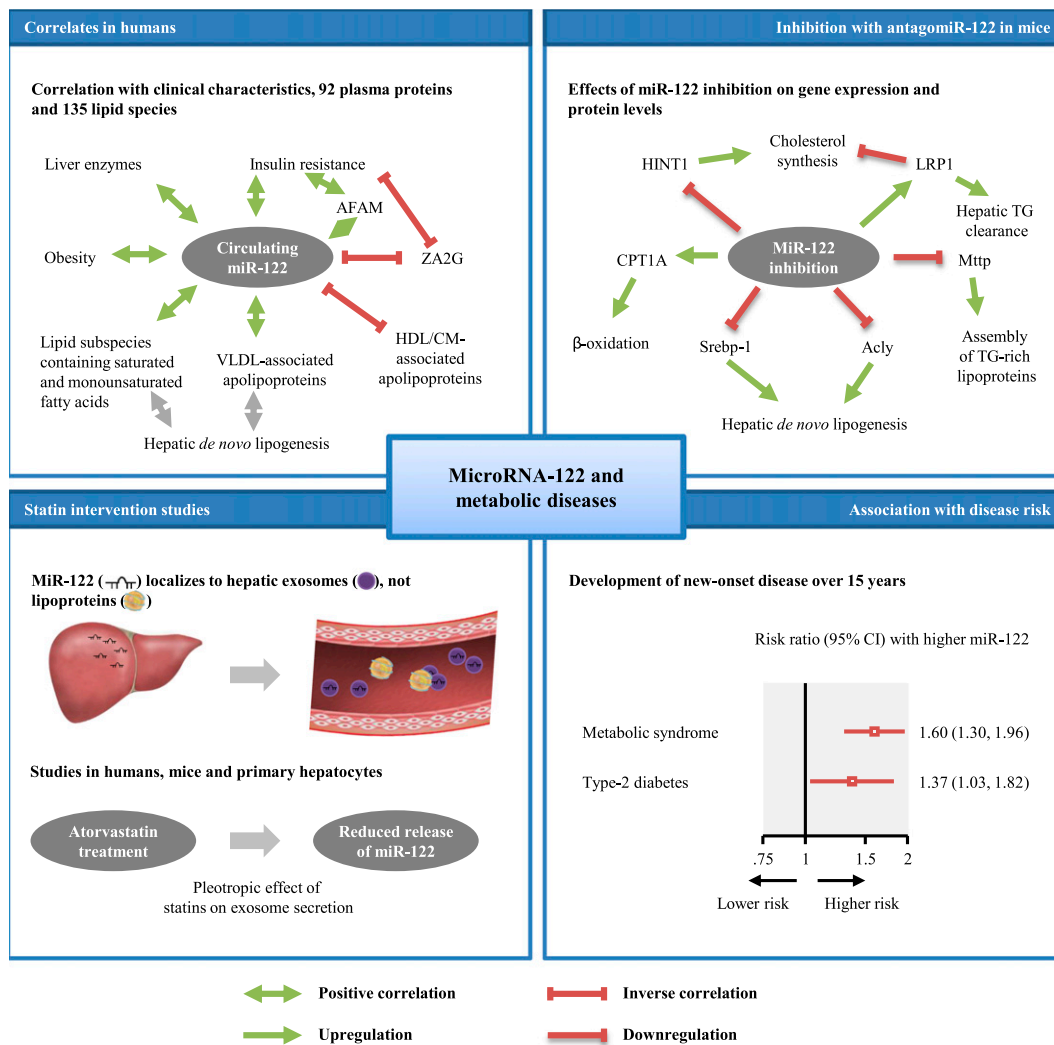 Correlates in humans
Correlation with clinical characteristics, 92 plasma proteins
and 135 lipid species
Liver enzymes
Insulin resistance
AFAM
Circulating
miR-122
Obesity
ZA2G
Lipid subspecies
containing saturated
and monounsaturated
fatty acids
VLDL-associated
apolipoproteins
HDL/CM-
associated
apolipoproteins
Hepatic de novo lipogenesis
Inhibition with antagomiR-122 in mice
Effects of miR-122 inhibition on gene expression and
protein levels
HINT1
Cholesterol
synthesis
LRP1
Hepatic TG
clearance
CPT1A
MiR-122
inhibition
Mttp
β-oxidation
Srebp-1
Acly
Assembly
of TG-rich
lipoproteins
Hepatic de novo lipogenesis
MicroRNA-122 and
metabolic diseases
Statin intervention studies
MiR-122 ( ) localizes to hepatic exosomes ( ), not
lipoproteins ( )
Studies in humans, mice and primary hepatocytes
Atorvastatin
treatment
Reduced release
of miR-122
Pleotropic effect of
statins on exosome secretion
Association with disease risk
Development of new-onset disease over 15 years
Risk ratio (95% CI) with higher miR-122
Metabolic syndrome
1.60 (1.30, 1.96)
Type-2 diabetes
1.37 (1.03, 1.82)
.75 1 1.5 2
Lower risk Higher risk
Positive correlation
Inverse correlation
Upregulation
Downregulation